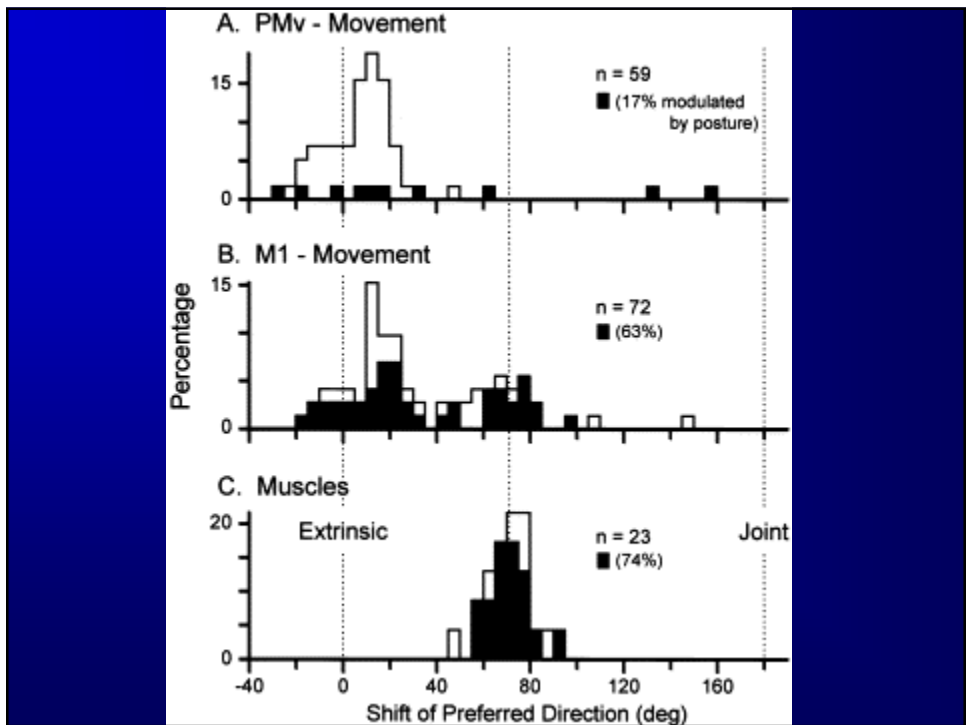 A. PMv - Movement
15
0
n = 59
(17% modulated
by posture)
B. M1 - Movement
15
0
n = 72
(63%)
Percentage
C. Muscles
20
0
Extrinsic
Joint
n = 23
(74%)
-40 0 40 80 120 160
Shift of Preferred Direction (deg)